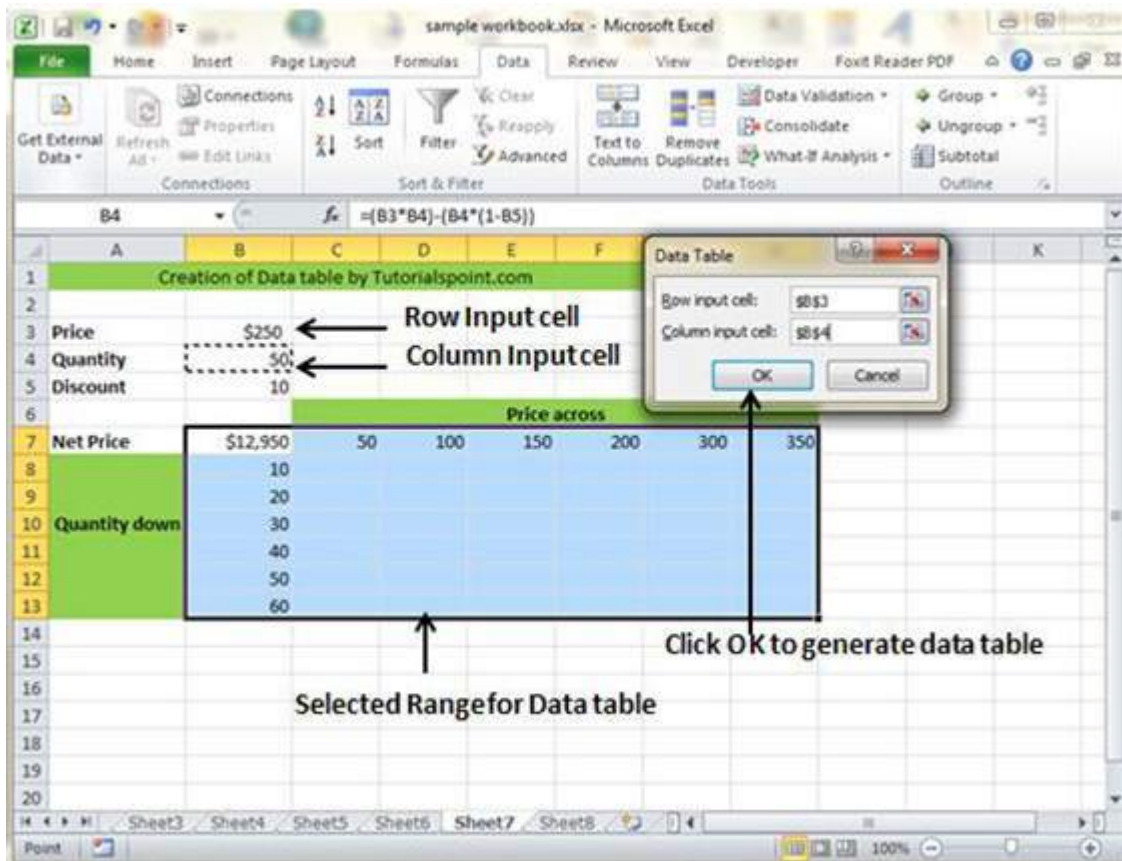 sample workbook.xlsx - Microsoft Excel
File Home Insert Page Layout Formulas Data Review View Developer Foxit Reader PDF
Get External Data
Refresh All
Connections
Properties
Edit Links
Connections
Sort
Filter
Clear
Reapply
Advanced
Sort & Filter
Text to Columns
Remove Duplicates
Data Validation
Consolidate
What-If Analysis
Data Tools
Group
Ungroup
Subtotal
Outline
B4 fx =(B3*B4)-(B4*(1-B5))
A B C D E F K
1 Creation of Data table by Tutorialspoint.com
2
3 Price $250
4 Quantity 50
5 Discount 10
6 Price across
7 Net Price $12,950 50 100 150 200 300 350
8 10
9 20
10 Quantity down 30
11 40
12 50
13 60
14
15
16
17
18
19
20
Row Input cell
Column Input cell
Data Table
Row input cell: $B$3
Column input cell: $B$4
OK Cancel
Click OK to generate data table
Selected Range for Data table
Sheet3 Sheet4 Sheet5 Sheet6 Sheet7 Sheet8
Point 100%